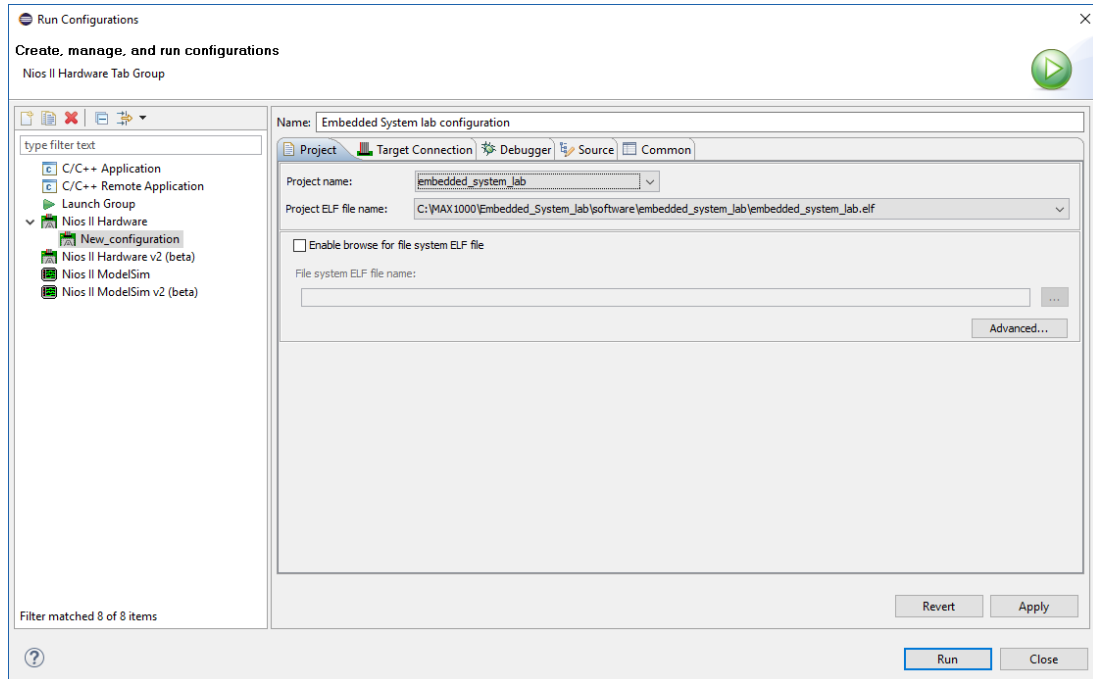 Run Configurations
Create, manage, and run configurations
Nios II Hardware Tab Group
type filter text
C/C++ Application
C/C++ Remote Application
Launch Group
Nios II Hardware
New_configuration
Nios II Hardware v2 (beta)
Nios II ModelSim
Nios II ModelSim v2 (beta)
Filter matched 8 of 8 items
Name: Embedded System lab configuration
Project Target Connection Debugger Source Common
Project name: embedded_system_lab
Project ELF file name: C:\MAX1000\Embedded_System_lab\software\embedded_system_lab\embedded_system_lab.elf
Enable browse for file system ELF file
File system ELF file name:
...
Advanced...
Revert Apply
Run Close